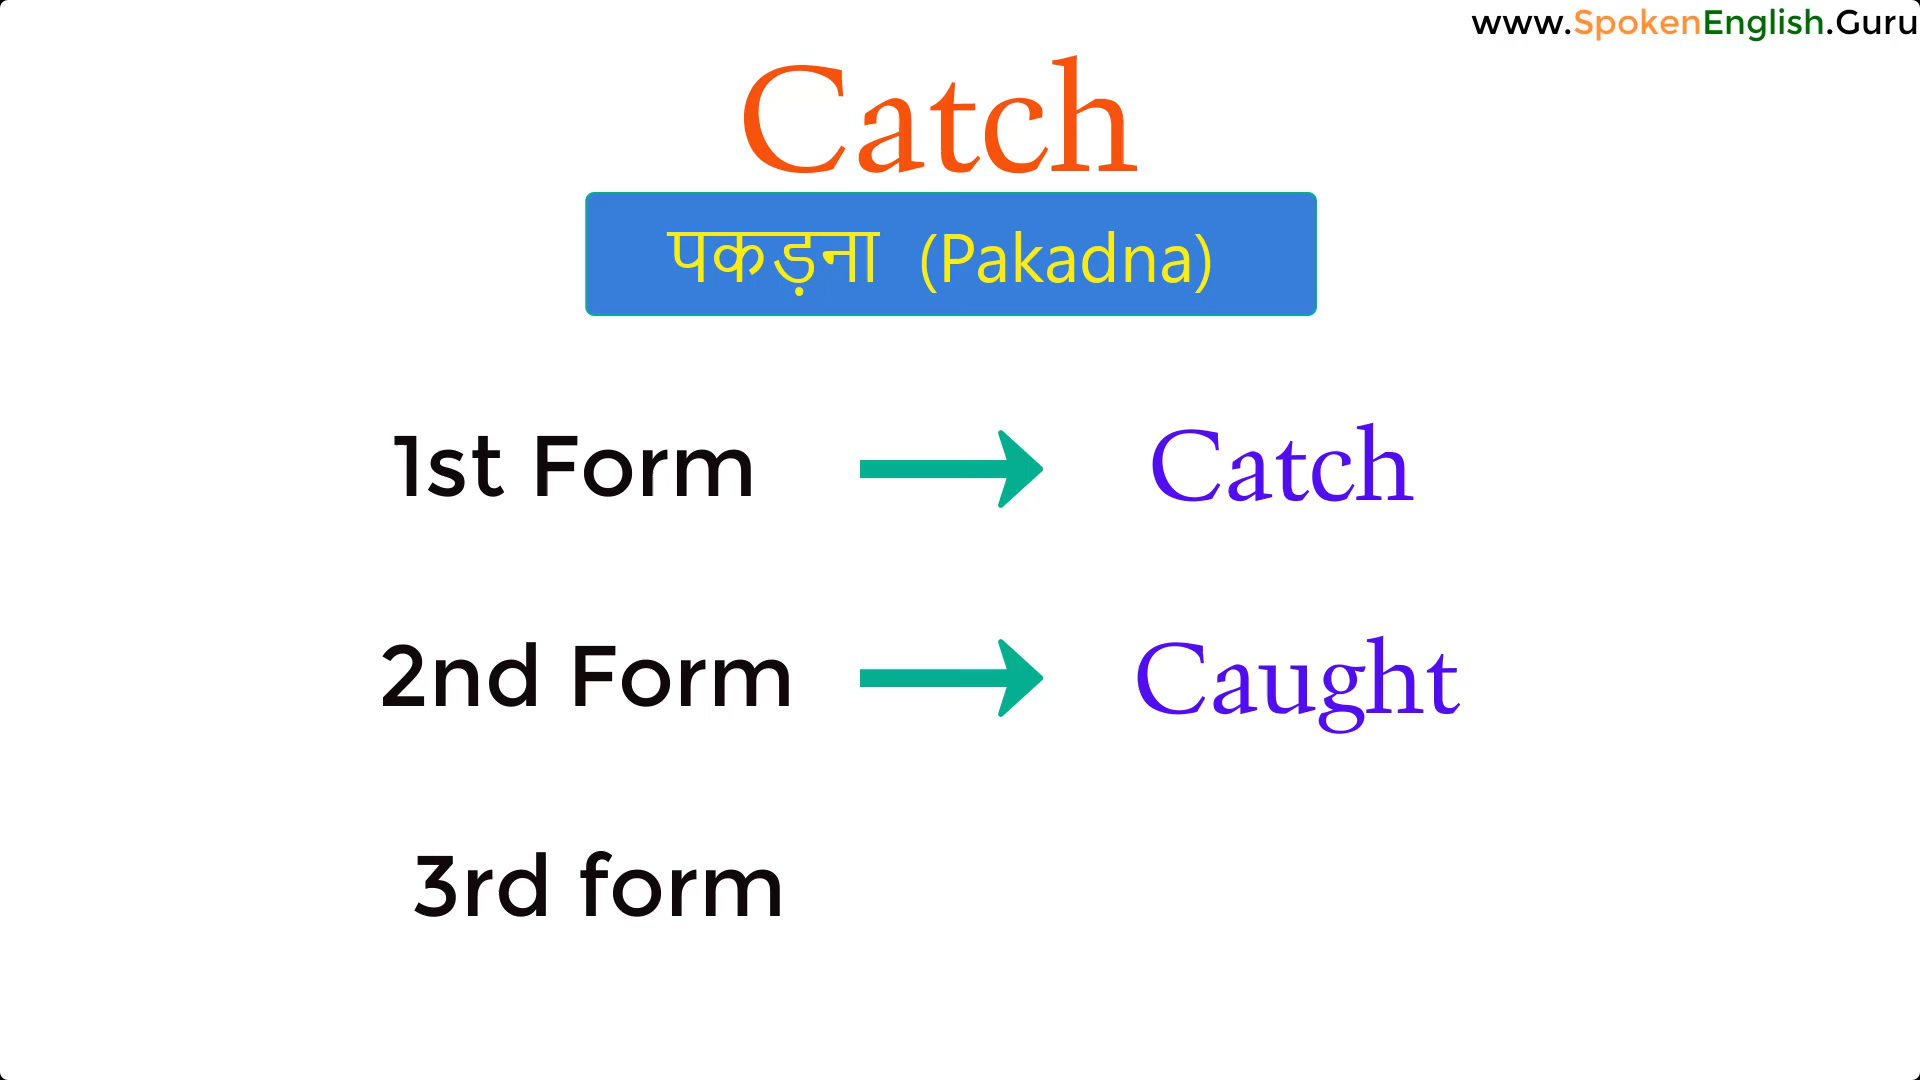 www.SpokenEnglish.Guru
Catch
पकड़ना (Pakadna)
1st Form → Catch
2nd Form → Caught
3rd form